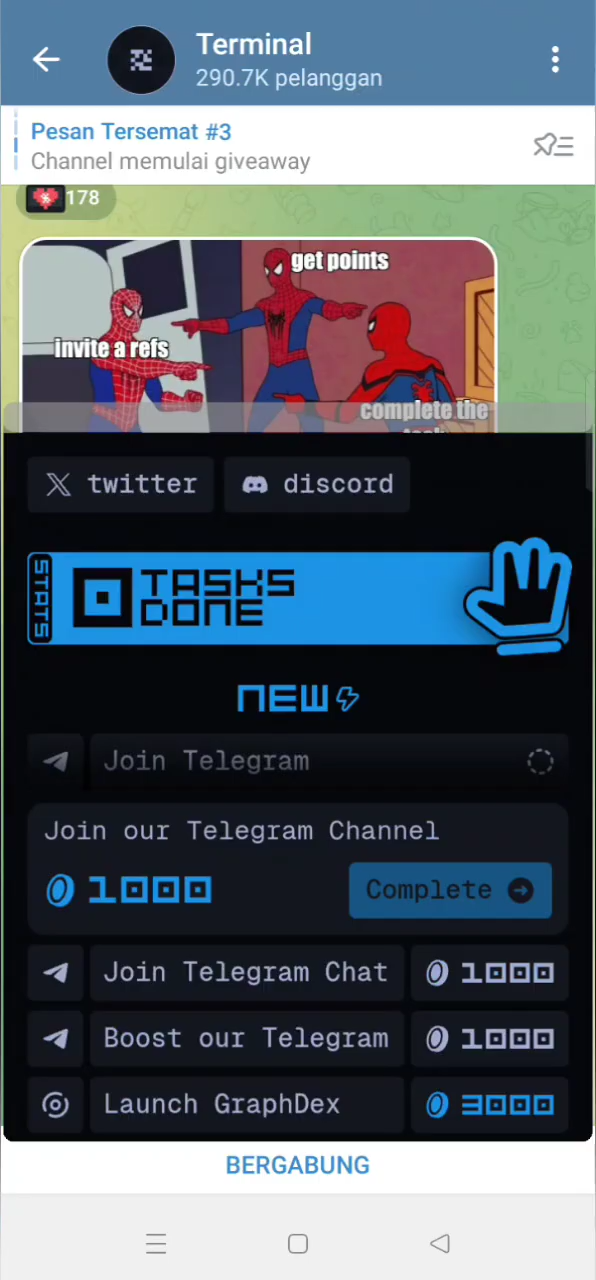 Terminal
290.7K pelanggan
Pesan Tersemat #3
Channel memulai giveaway
178
get points
invite a refs
complete the
twitter
discord
STATS
TASKS
DONE
NEW
Join Telegram
Join our Telegram Channel
1000
Complete
Join Telegram Chat
1000
Boost our Telegram
1000
Launch GraphDex
3000
BERGABUNG